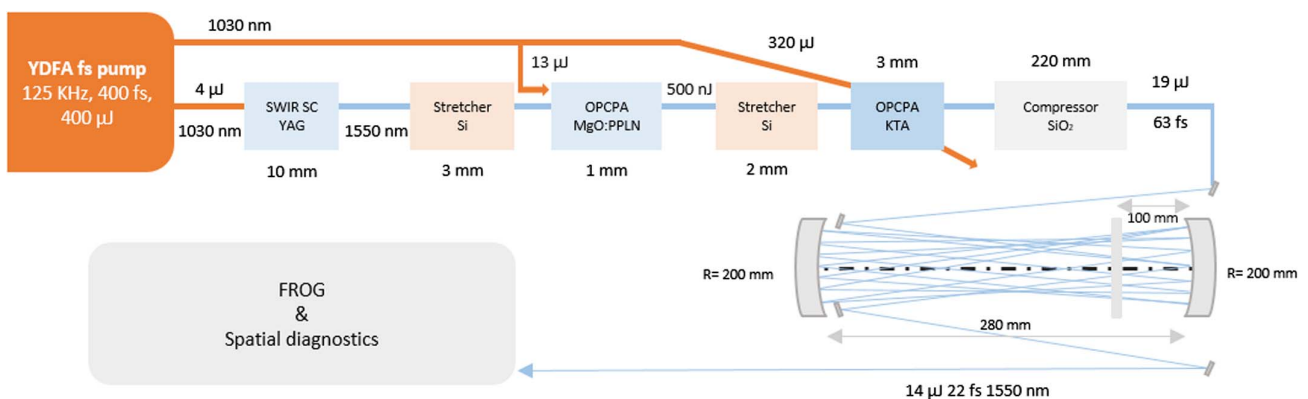 1030 nm
320 µJ
YDFA fs pump
125 KHz, 400 fs,
400 µJ
4 µJ
1030 nm
SWIR SC
YAG
10 mm
1550 nm
Stretcher
Si
3 mm
13 µJ
OPCPA
MgO:PPLN
1 mm
500 nJ
Stretcher
Si
2 mm
3 mm
OPCPA
KTA
220 mm
Compressor
SiO₂
19 µJ
63 fs
100 mm
R= 200 mm
R= 200 mm
280 mm
FROG
&
Spatial diagnostics
14 µJ 22 fs 1550 nm